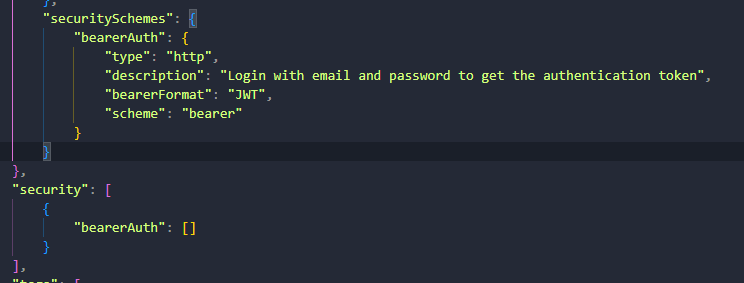 },
"securitySchemes": {
"bearerAuth": {
"type": "http",
"description": "Login with email and password to get the authentication token",
"bearerFormat": "JWT",
"scheme": "bearer"
}
}
},
"security": [
{
"bearerAuth": []
}
],